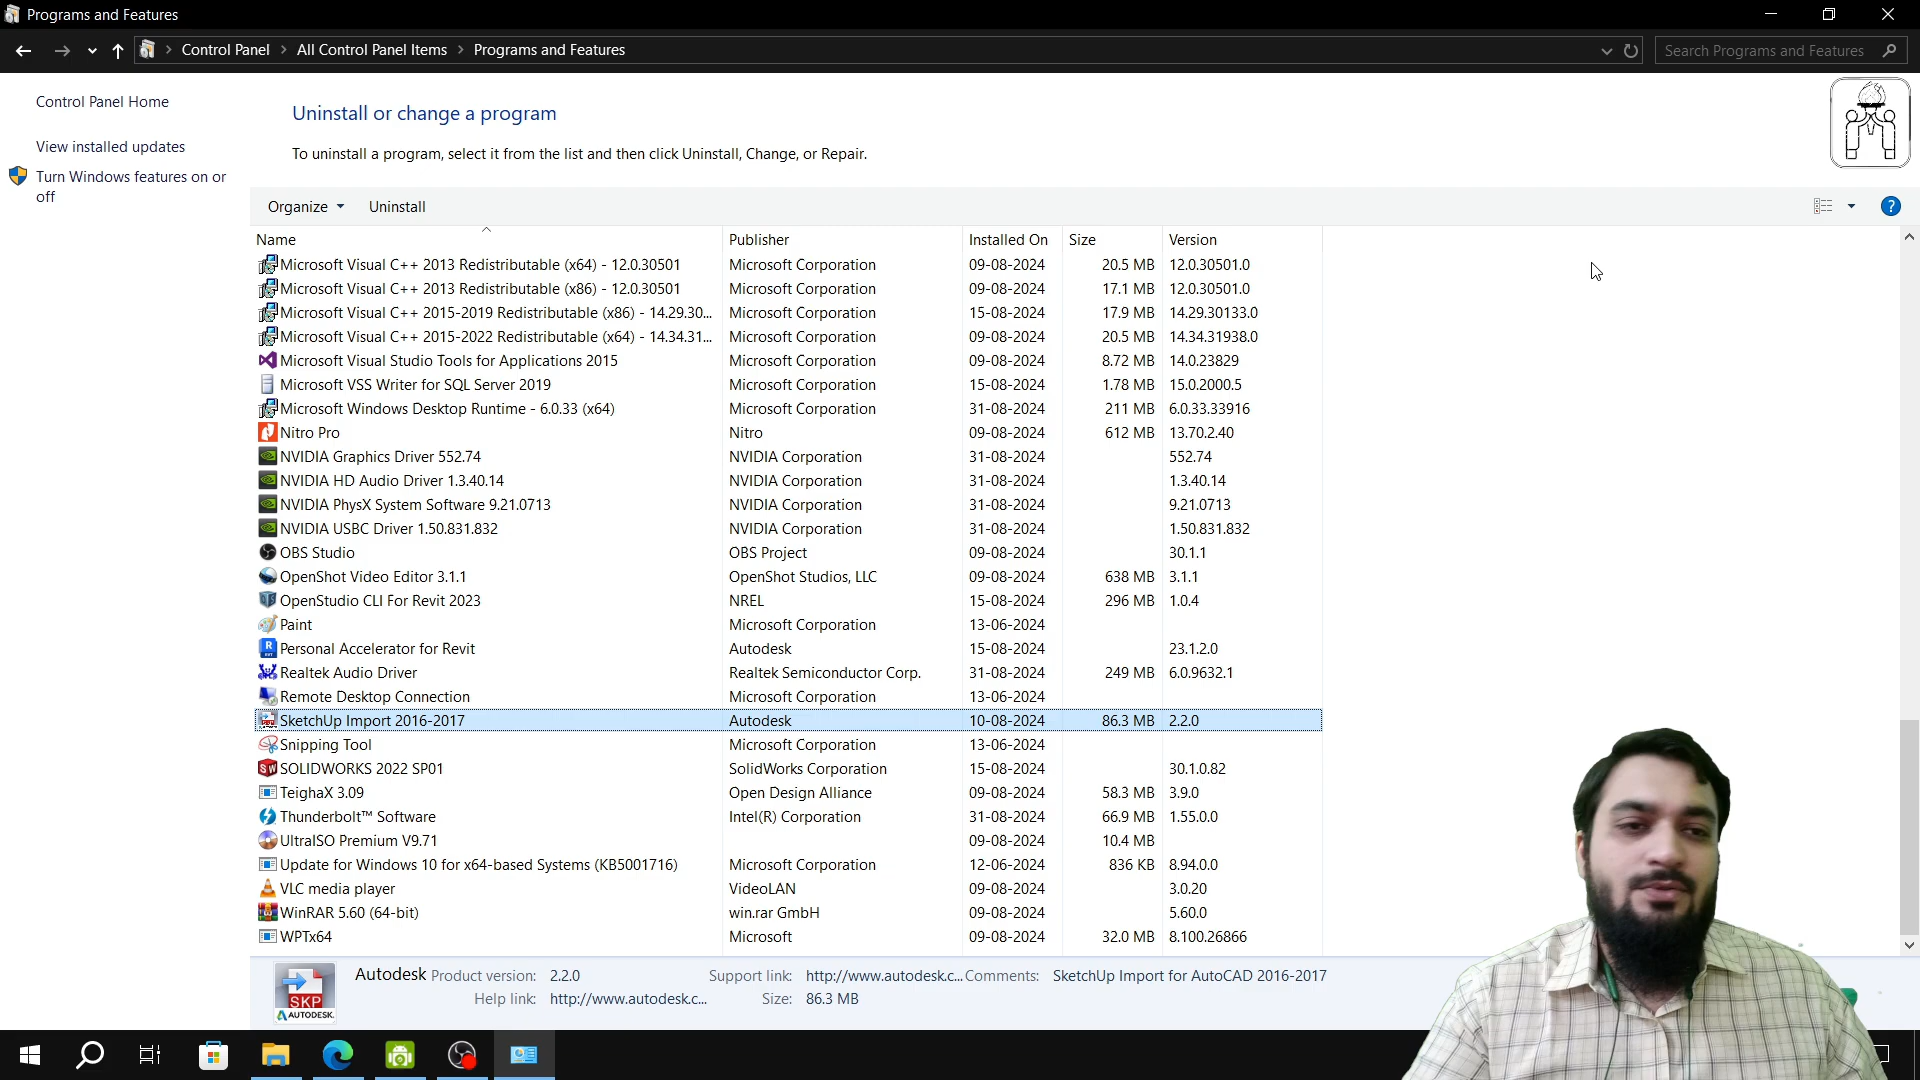 Programs and Features
Control Panel > All Control Panel Items > Programs and Features
Search Programs and Features
Control Panel Home
View installed updates
Turn Windows features on or
off
Uninstall or change a program
To uninstall a program, select it from the list and then click Uninstall, Change, or Repair.
Organize Uninstall
?
Name Publisher Installed On Size Version
Microsoft Visual C++ 2013 Redistributable (x64) - 12.0.30501 Microsoft Corporation 09-08-2024 20.5 MB 12.0.30501.0
Microsoft Visual C++ 2013 Redistributable (x86) - 12.0.30501 Microsoft Corporation 09-08-2024 17.1 MB 12.0.30501.0
Microsoft Visual C++ 2015-2019 Redistributable (x86) - 14.29.30... Microsoft Corporation 15-08-2024 17.9 MB 14.29.30133.0
Microsoft Visual C++ 2015-2022 Redistributable (x64) - 14.34.31... Microsoft Corporation 09-08-2024 20.5 MB 14.34.31938.0
Microsoft Visual Studio Tools for Applications 2015 Microsoft Corporation 09-08-2024 8.72 MB 14.0.23829
Microsoft VSS Writer for SQL Server 2019 Microsoft Corporation 15-08-2024 1.78 MB 15.0.2000.5
Microsoft Windows Desktop Runtime - 6.0.33 (x64) Microsoft Corporation 31-08-2024 211 MB 6.0.33.33916
Nitro Pro Nitro 09-08-2024 612 MB 13.70.2.40
NVIDIA Graphics Driver 552.74 NVIDIA Corporation 31-08-2024 552.74
NVIDIA HD Audio Driver 1.3.40.14 NVIDIA Corporation 31-08-2024 1.3.40.14
NVIDIA PhysX System Software 9.21.0713 NVIDIA Corporation 31-08-2024 9.21.0713
NVIDIA USBC Driver 1.50.831.832 NVIDIA Corporation 31-08-2024 1.50.831.832
OBS Studio OBS Project 09-08-2024 30.1.1
OpenShot Video Editor 3.1.1 OpenShot Studios, LLC 09-08-2024 638 MB 3.1.1
OpenStudio CLI For Revit 2023 NREL 15-08-2024 296 MB 1.0.4
Paint Microsoft Corporation 13-06-2024
Personal Accelerator for Revit Autodesk 15-08-2024 23.1.2.0
Realtek Audio Driver Realtek Semiconductor Corp. 31-08-2024 249 MB 6.0.9632.1
Remote Desktop Connection Microsoft Corporation 13-06-2024
SketchUp Import 2016-2017 Autodesk 10-08-2024 86.3 MB 2.2.0
Snipping Tool Microsoft Corporation 13-06-2024
SOLIDWORKS 2022 SP01 SolidWorks Corporation 15-08-2024 30.1.0.82
TeighaX 3.09 Open Design Alliance 09-08-2024 58.3 MB 3.9.0
Thunderbolt™ Software Intel(R) Corporation 31-08-2024 66.9 MB 1.55.0.0
UltraISO Premium V9.71 09-08-2024 10.4 MB
Update for Windows 10 for x64-based Systems (KB5001716) Microsoft Corporation 12-06-2024 836 KB 8.94.0.0
VLC media player VideoLAN 09-08-2024 3.0.20
WinRAR 5.60 (64-bit) win.rar GmbH 09-08-2024 5.60.0
WPTx64 Microsoft 09-08-2024 32.0 MB 8.100.26866
SKP
AUTODESK.
Autodesk Product version: 2.2.0 Support link: http://www.autodesk.c... Comments: SketchUp Import for AutoCAD 2016-2017
Help link: http://www.autodesk.c... Size: 86.3 MB